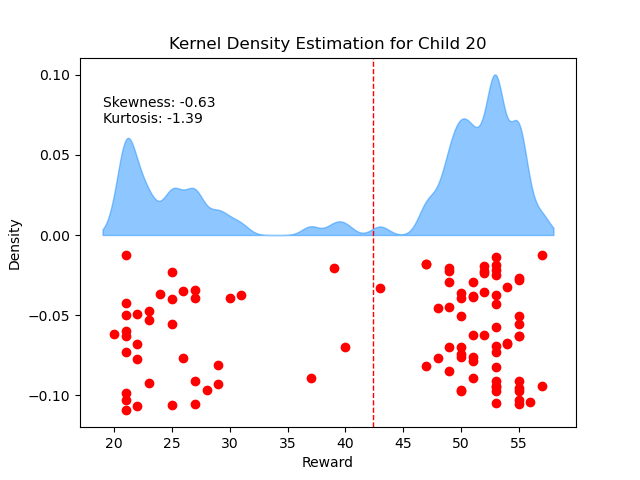 Kernel Density Estimation for Child 20
Skewness: -0.63
Kurtosis: -1.39
0.10
0.05
0.00
−0.05
−0.10
Density
20 25 30 35 40 45 50 55
Reward